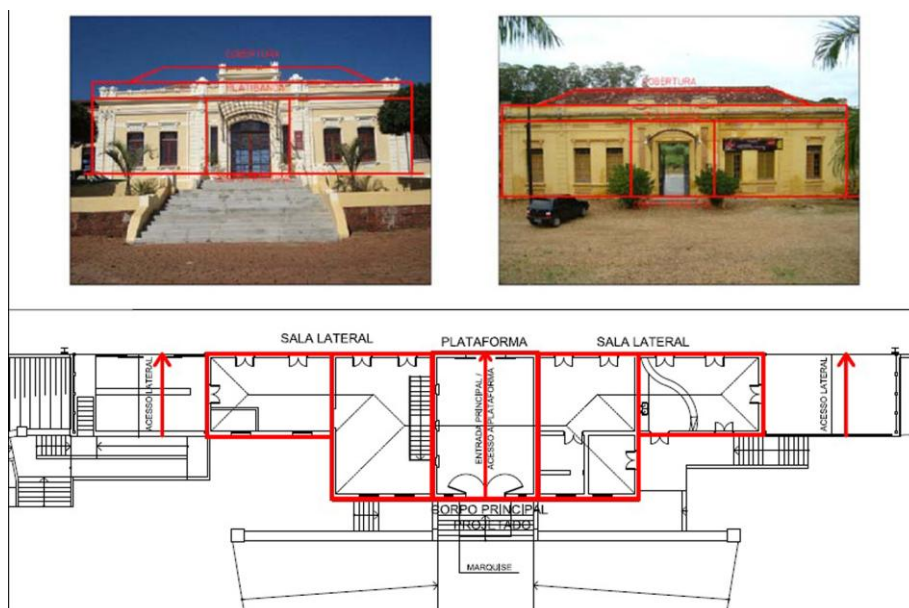 COBERTURA
PLATIBANDA
COBERTURA
SALA LATERAL
PLATAFORMA
SALA LATERAL
ACESSO LATERAL
ENTRADA PRINCIPAL /
ACESSO A PLATAFORMA
ACESSO LATERAL
CORPO PRINCIPAL
PROJETADO
MARQUISE